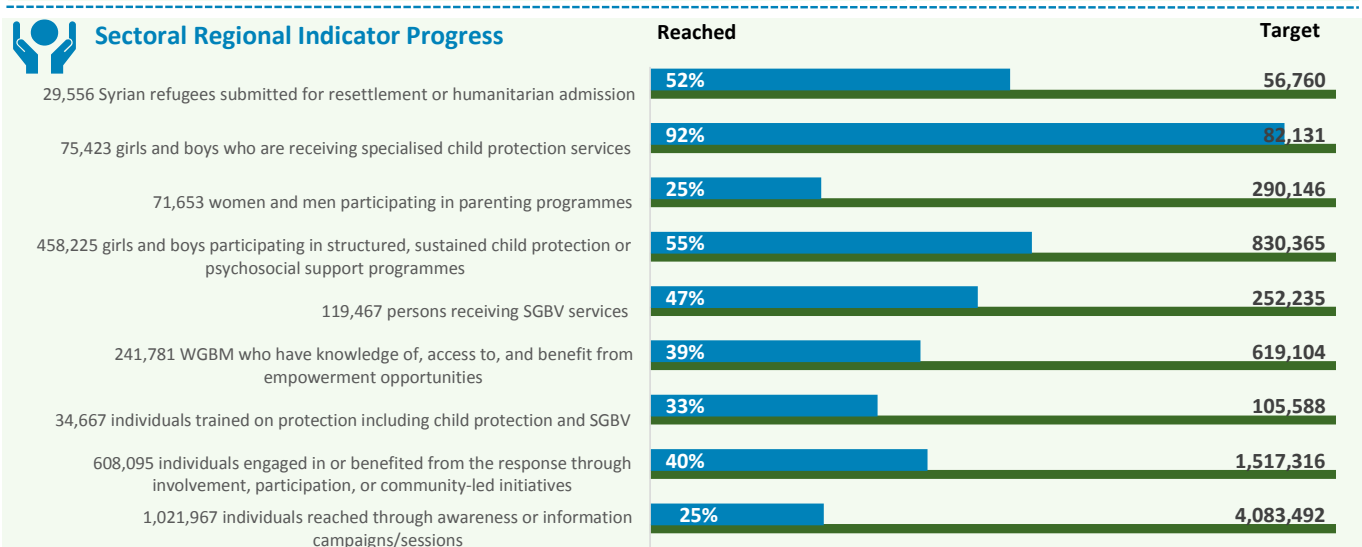 Sectoral Regional Indicator Progress
Reached
Target
29,556 Syrian refugees submitted for resettlement or humanitarian admission
52%
56,760
75,423 girls and boys who are receiving specialised child protection services
92%
82,131
71,653 women and men participating in parenting programmes
25%
290,146
458,225 girls and boys participating in structured, sustained child protection or
psychosocial support programmes
55%
830,365
119,467 persons receiving SGBV services
47%
252,235
241,781 WGBM who have knowledge of, access to, and benefit from
empowerment opportunities
39%
619,104
34,667 individuals trained on protection including child protection and SGBV
33%
105,588
608,095 individuals engaged in or benefited from the response through
involvement, participation, or community-led initiatives
40%
1,517,316
1,021,967 individuals reached through awareness or information
campaigns/sessions
25%
4,083,492